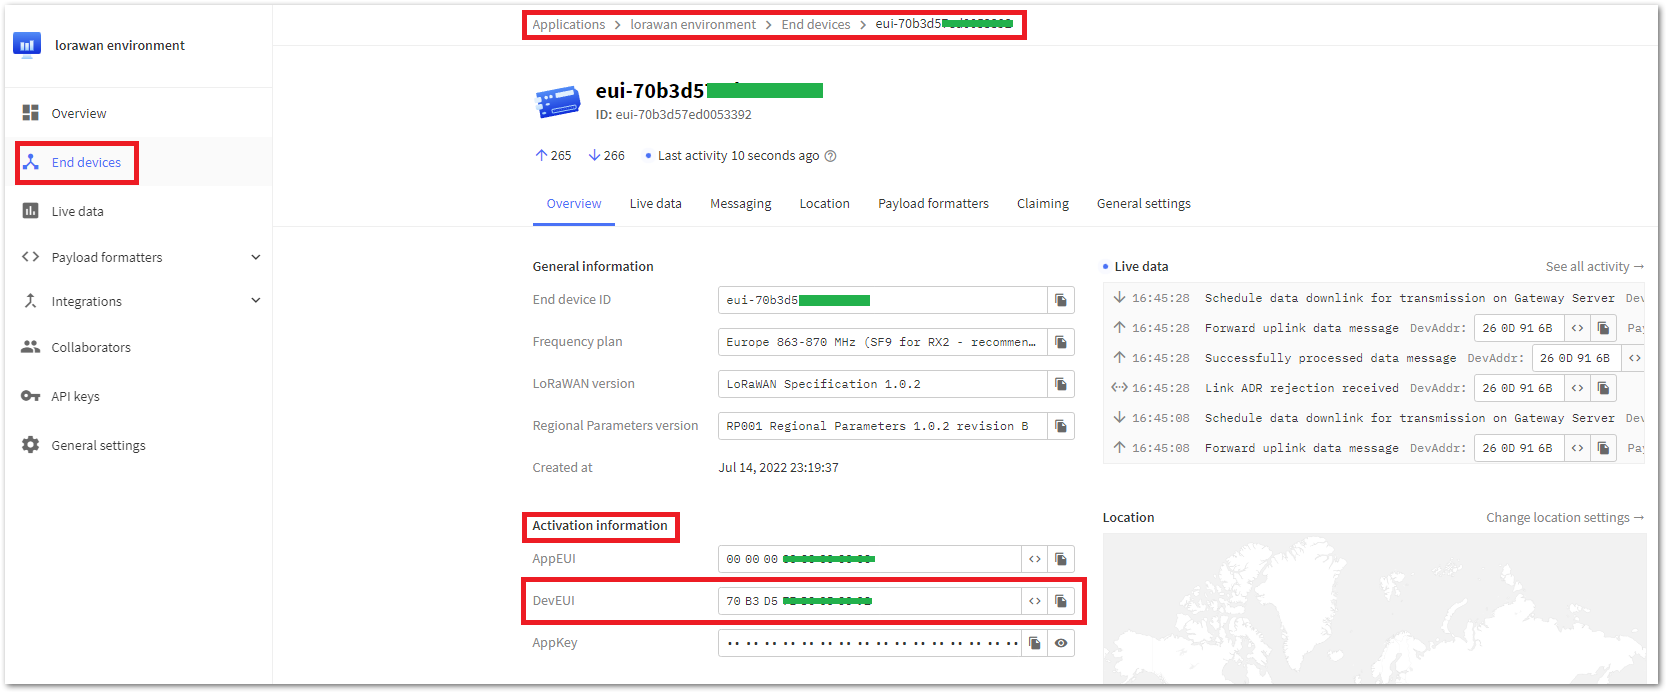 Applications > lorawan environment > End devices > eui-70b3d5
lorawan environment
Overview
End devices
Live data
Payload formatters
Integrations
Collaborators
API keys
General settings
eui-70b3d5
ID: eui-70b3d57ed0053392
265 266 • Last activity 10 seconds ago
Overview Live data Messaging Location Payload formatters Claiming General settings
General information
End device ID eui-70b3d5
Frequency plan Europe 863-870 MHz (SF9 for RX2 - recommen...
LoRaWAN version LoRaWAN Specification 1.0.2
Regional Parameters version RP001 Regional Parameters 1.0.2 revision B
Created at Jul 14, 2022 23:19:37
Activation information
AppEUI 00 00 00
DevEUI 70 B3 D5
AppKey •• •• •• •• •• •• •• •• •• •• •• •• •• •• •• ••
• Live data See all activity →
16:45:28 Schedule data downlink for transmission on Gateway Server Dev
16:45:28 Forward uplink data message DevAddr: 26 0D 91 6B <> Pa
16:45:28 Successfully processed data message DevAddr: 26 0D 91 6B <>
16:45:28 Link ADR rejection received DevAddr: 26 0D 91 6B <>
16:45:08 Schedule data downlink for transmission on Gateway Server Dev
16:45:08 Forward uplink data message DevAddr: 26 0D 91 6B <> Pa
Location Change location settings →